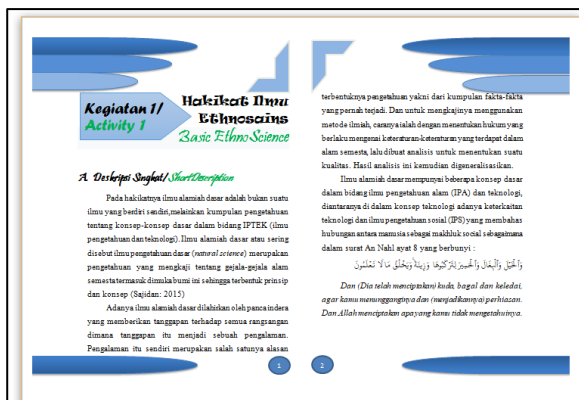 Kegiatan 1/
Activity 1
Hakikat Ilmu
Ethnosains
Basic EthnoScience
A. Deskripsi Singkat/ Short Description
Pada hakikatnya ilmu alamiah dasar adalah bukan suatu
ilmu yang berdiri sendiri,melainkan kumpulan pengetahuan
tentang konsep-konsep dasar dalam bidang IPTEK (ilmu
pengetahuan dan teknologi). Ilmu alamiah dasar atau sering
disebut ilmu pengetahuan dasar (natural science) merupakan
pengetahuan yang mengkaji tentang gejala-gejala alam
semesta termasuk dimuka bumi ini sehingga terbentuk prinsip
dan konsep (Sajidan: 2015)
Adanya ilmu alamiah dasar dilahirkan oleh panca indera
yang memberikan tanggapan terhadap semua rangsangan
dimana tanggapan itu menjadi sebuah pengalaman.
Pengalaman itu sendiri merupakan salah satunya alasan
1
terbentuknya pengetahuan yakni dari kumpulan fakta-fakta
yang pernah terjadi. Dan untuk mengkajinya menggunakan
metode ilmiah, caranya ialah dengan menentukan hukum yang
berlaku mengenai keteraturan-keteraturan yang terdapat dalam
alam semesta, lalu dibuat analisis untuk menentukan suatu
kualitas. Hasil analisis ini kemudian digeneralisasikan.
Ilmu alamiah dasar mempunyai beberapa konsep dasar
dalam bidang ilmu pengetahuan alam (IPA) dan teknologi,
diantaranya di dalam konsep teknologi adanya keterkaitan
teknologi dan ilmu pengetahuan sosial (IPS) yang membahas
hubungan antara manusia sebagai makhluk social sebagaimana
dalam surat An Nahl ayat 8 yang berbunyi :
وَالْخَيْلَ وَالْبِغَالَ وَالْحَمِيرَ لِتَرْكَبُوهَا وَزِينَةً وَيَخْلُقُ مَا لَا تَعْلَمُونَ
Dan (Dia telah menciptakan) kuda, bagal dan keledai,
agar kamu menungganginya dan (menjadikannya) perhiasan.
Dan Allah menciptakan apa yang kamu tidak mengetahuinya.
2